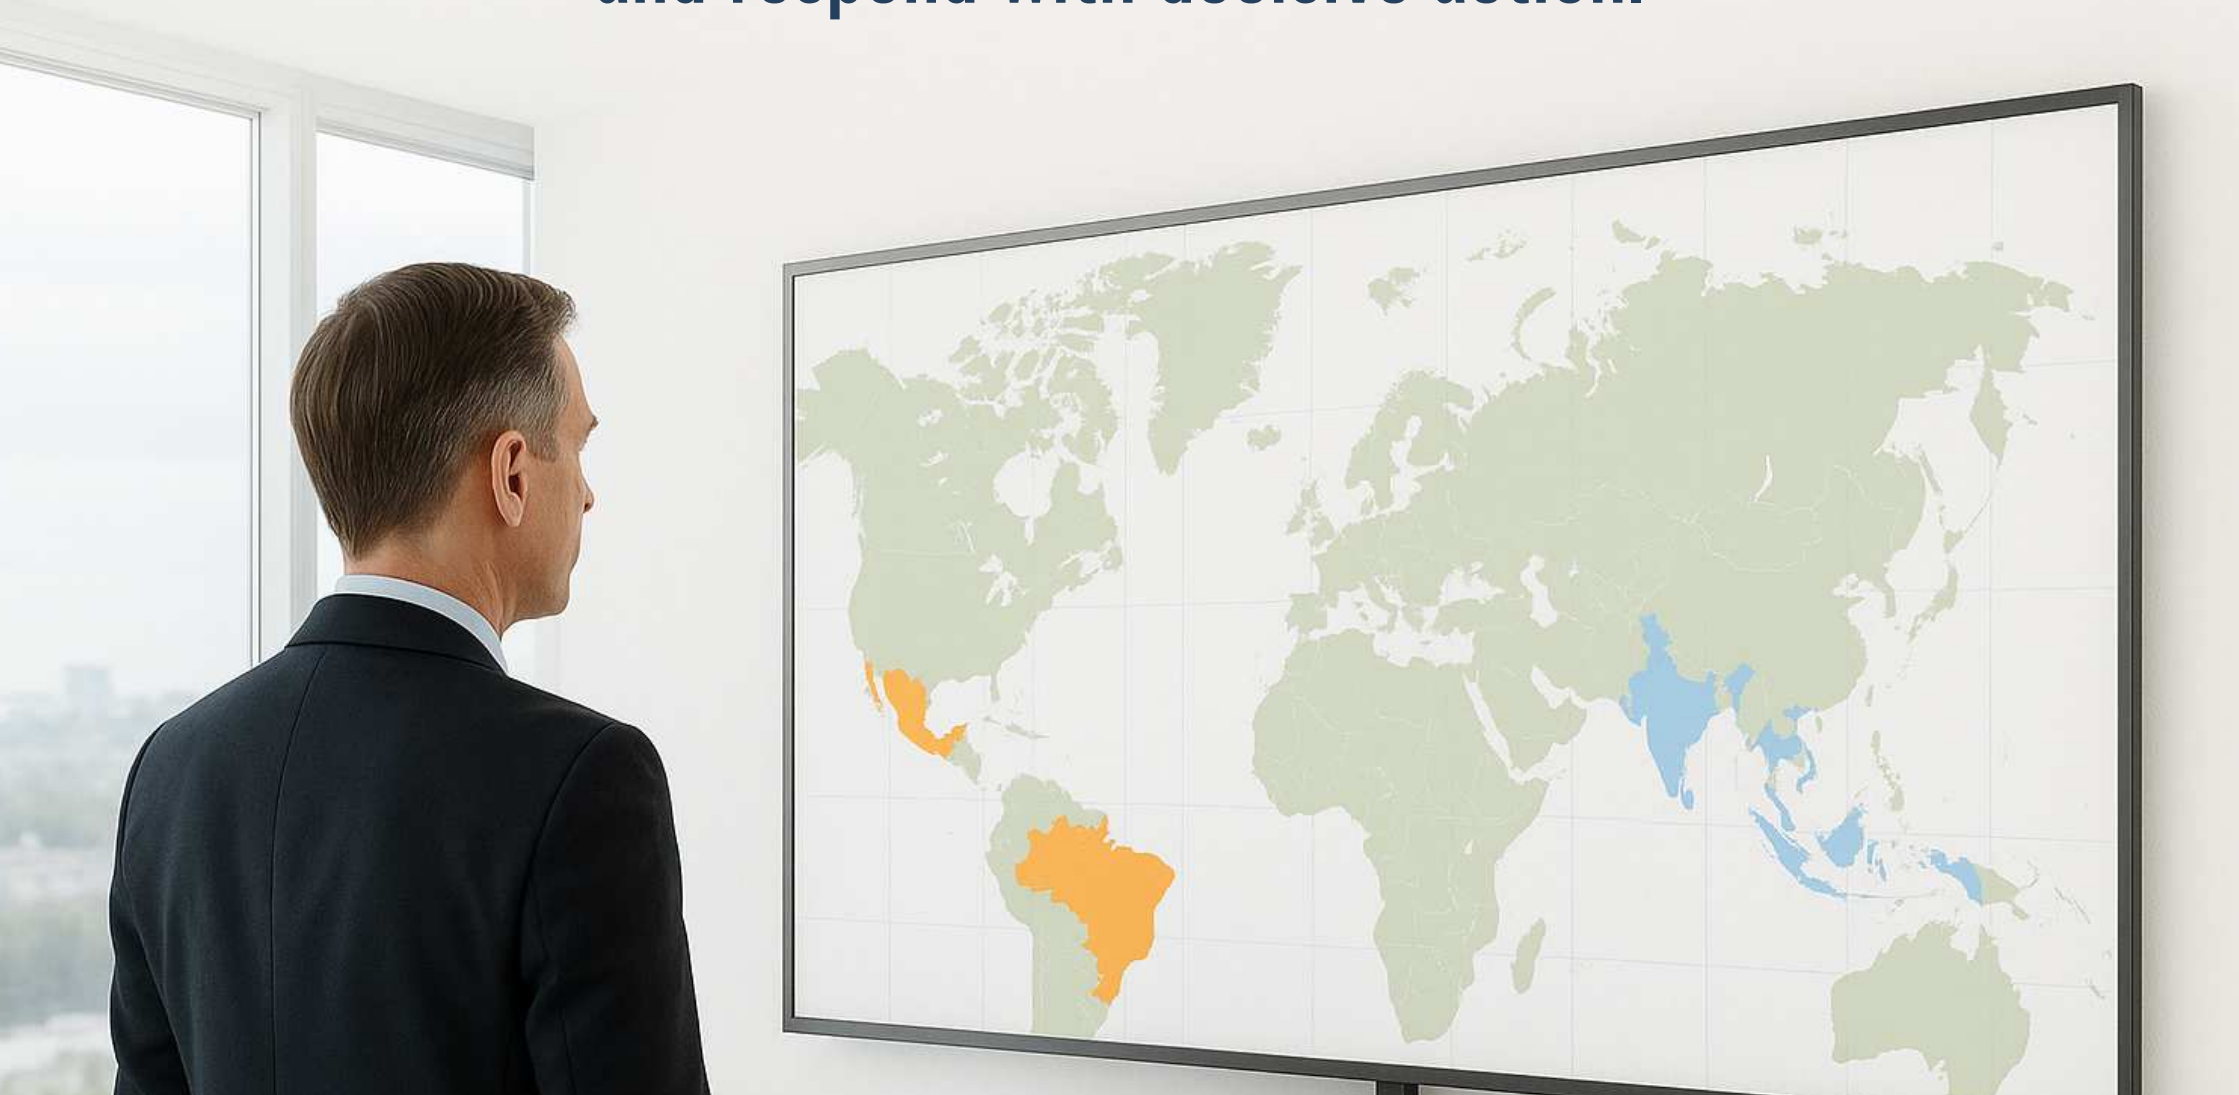 and respond with decisive action.